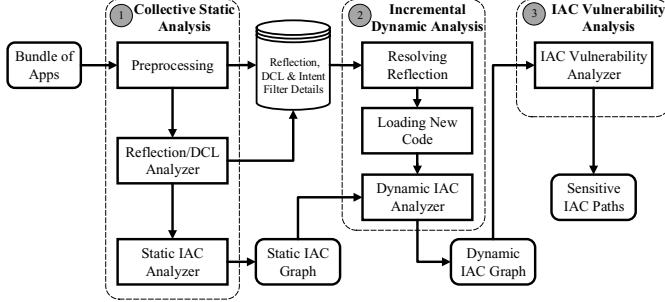 1
Collective Static
Analysis
2
Incremental
Dynamic Analysis
3
IAC Vulnerability
Analysis
Bundle of
Apps
Preprocessing
Reflection,
DCL & Intent
Filter Details
Resolving
Reflection
IAC Vulnerability
Analyzer
Reflection/DCL
Analyzer
Loading New
Code
Dynamic IAC
Analyzer
Sensitive
IAC Paths
Static IAC
Analyzer
Static IAC
Graph
Dynamic
IAC Graph